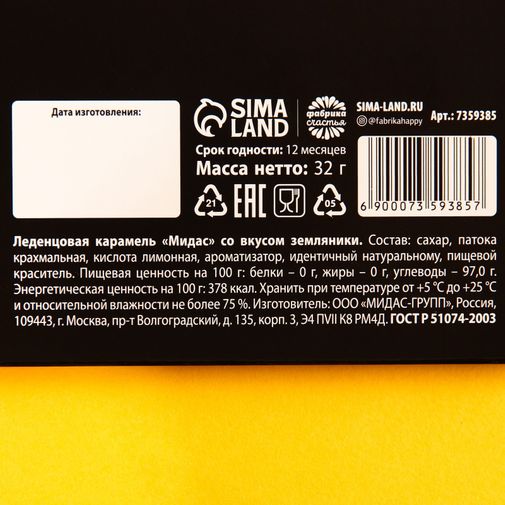 Дата изготовления:
SIMA LAND
фабрика счастья
SIMA-LAND.RU
@fabrikahappy
Арт.: 7359385
Срок годности: 12 месяцев
Масса нетто: 32 г
21
EAC
05
6 900073 593857
Леденцовая карамель «Мидас» со вкусом земляники. Состав: сахар, патока
крахмальная, кислота лимонная, ароматизатор, идентичный натуральному, пищевой
краситель. Пищевая ценность на 100 г: белки – 0 г, жиры – 0 г, углеводы – 97,0 г.
Энергетическая ценность на 100 г: 378 ккал. Хранить при температуре от +5 °C до +25 °C
и относительной влажности не более 75 %. Изготовитель: ООО «МИДАС-ГРУПП», Россия,
109443, г. Москва, пр-т Волгоградский, д. 135, корп. 3, Э4 ПVII К8 РМ4Д. ГОСТ Р 51074-2003